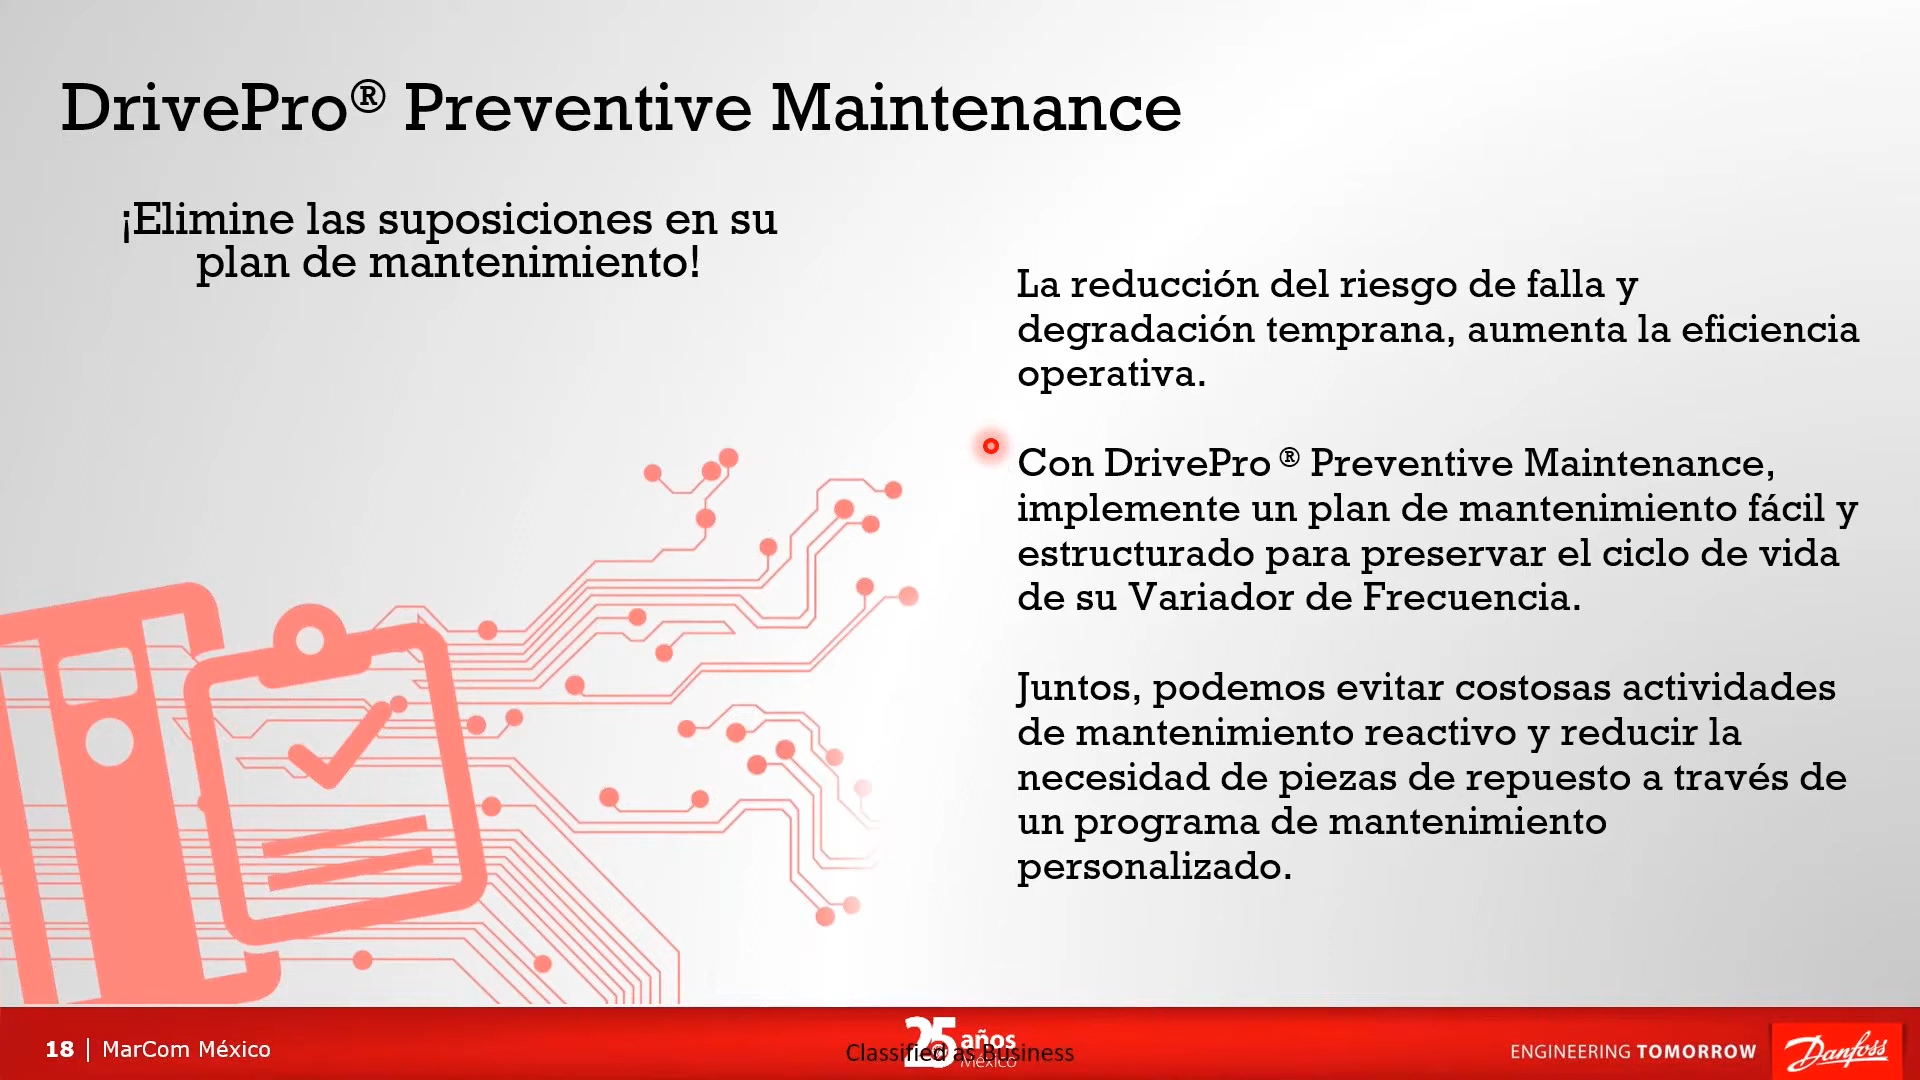 DrivePro® Preventive Maintenance
¡Elimine las suposiciones en su
plan de mantenimiento!
La reducción del riesgo de falla y
degradación temprana, aumenta la eficiencia
operativa.
Con DrivePro ® Preventive Maintenance,
implemente un plan de mantenimiento fácil y
estructurado para preservar el ciclo de vida
de su Variador de Frecuencia.
Juntos, podemos evitar costosas actividades
de mantenimiento reactivo y reducir la
necesidad de piezas de repuesto a través de
un programa de mantenimiento
personalizado.
18 | MarCom México
25 años
México
Classified as Business
ENGINEERING TOMORROW
Danfoss